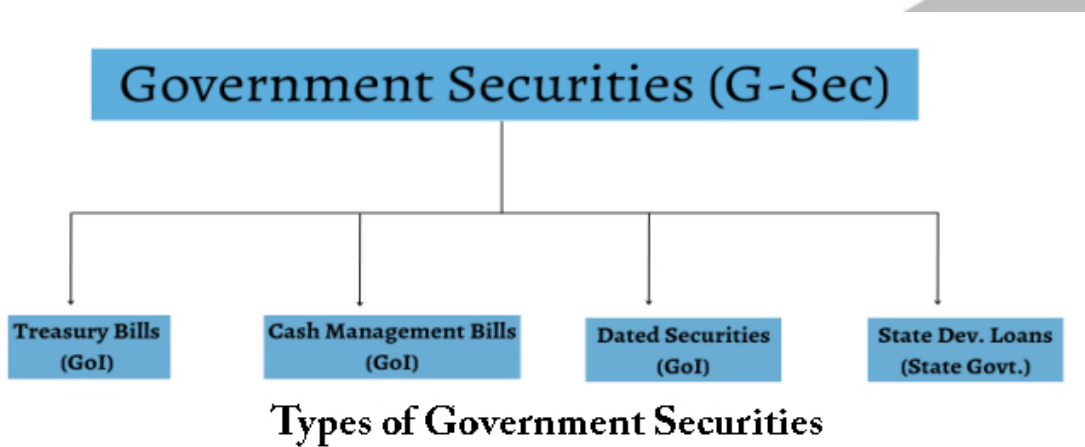 Government Securities (G-Sec)
Treasury Bills
(GoI)
Cash Management Bills
(GoI)
Dated Securities
(GoI)
State Dev. Loans
(State Govt.)
Types of Government Securities